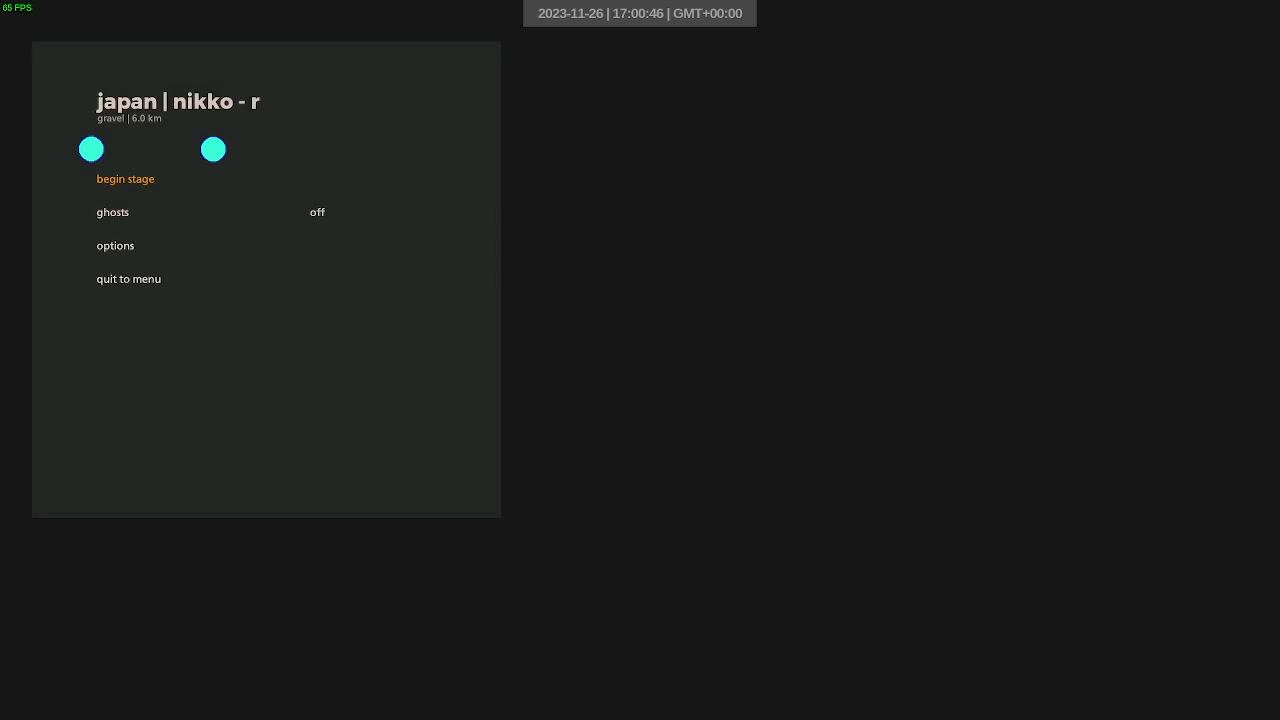 65 FPS
2023-11-26 | 17:00:46 | GMT+00:00
japan | nikko - r
gravel | 6.0 km
begin stage
ghosts off
options
quit to menu